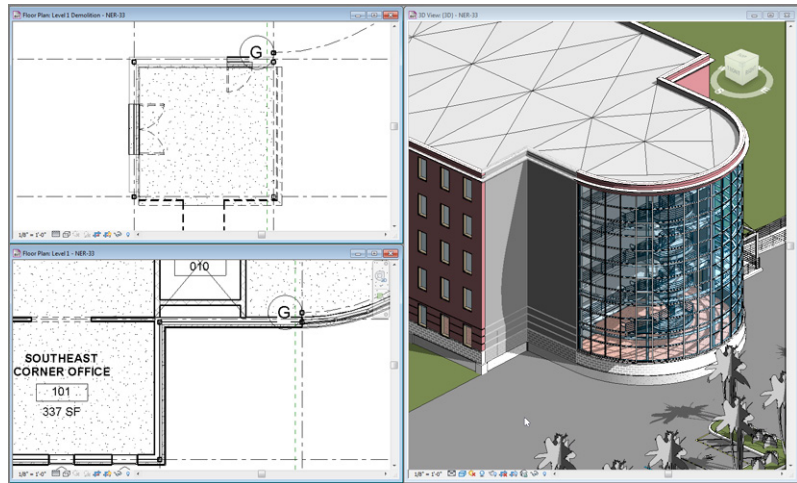 Floor Plan: Level 1 Demolition - NER-33
G
1/8" = 1'-0"
Floor Plan: Level 1 - NER-33
010
G
SOUTHEAST
CORNER OFFICE
101
337 SF
1/8" = 1'-0"
3D View: {3D} - NER-33
1/8" = 1'-0"